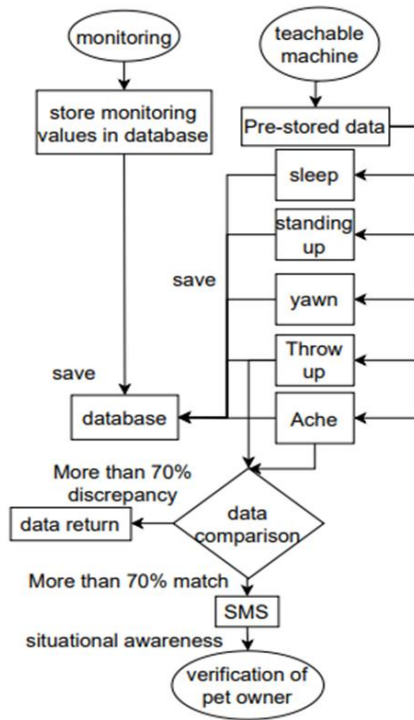 monitoring
teachable
machine
store monitoring
values in database
Pre-stored data
sleep
standing
up
save
yawn
Throw
up
save
database
Ache
More than 70%
discrepancy
data return
data
comparison
More than 70% match
SMS
situational awareness
verification of
pet owner